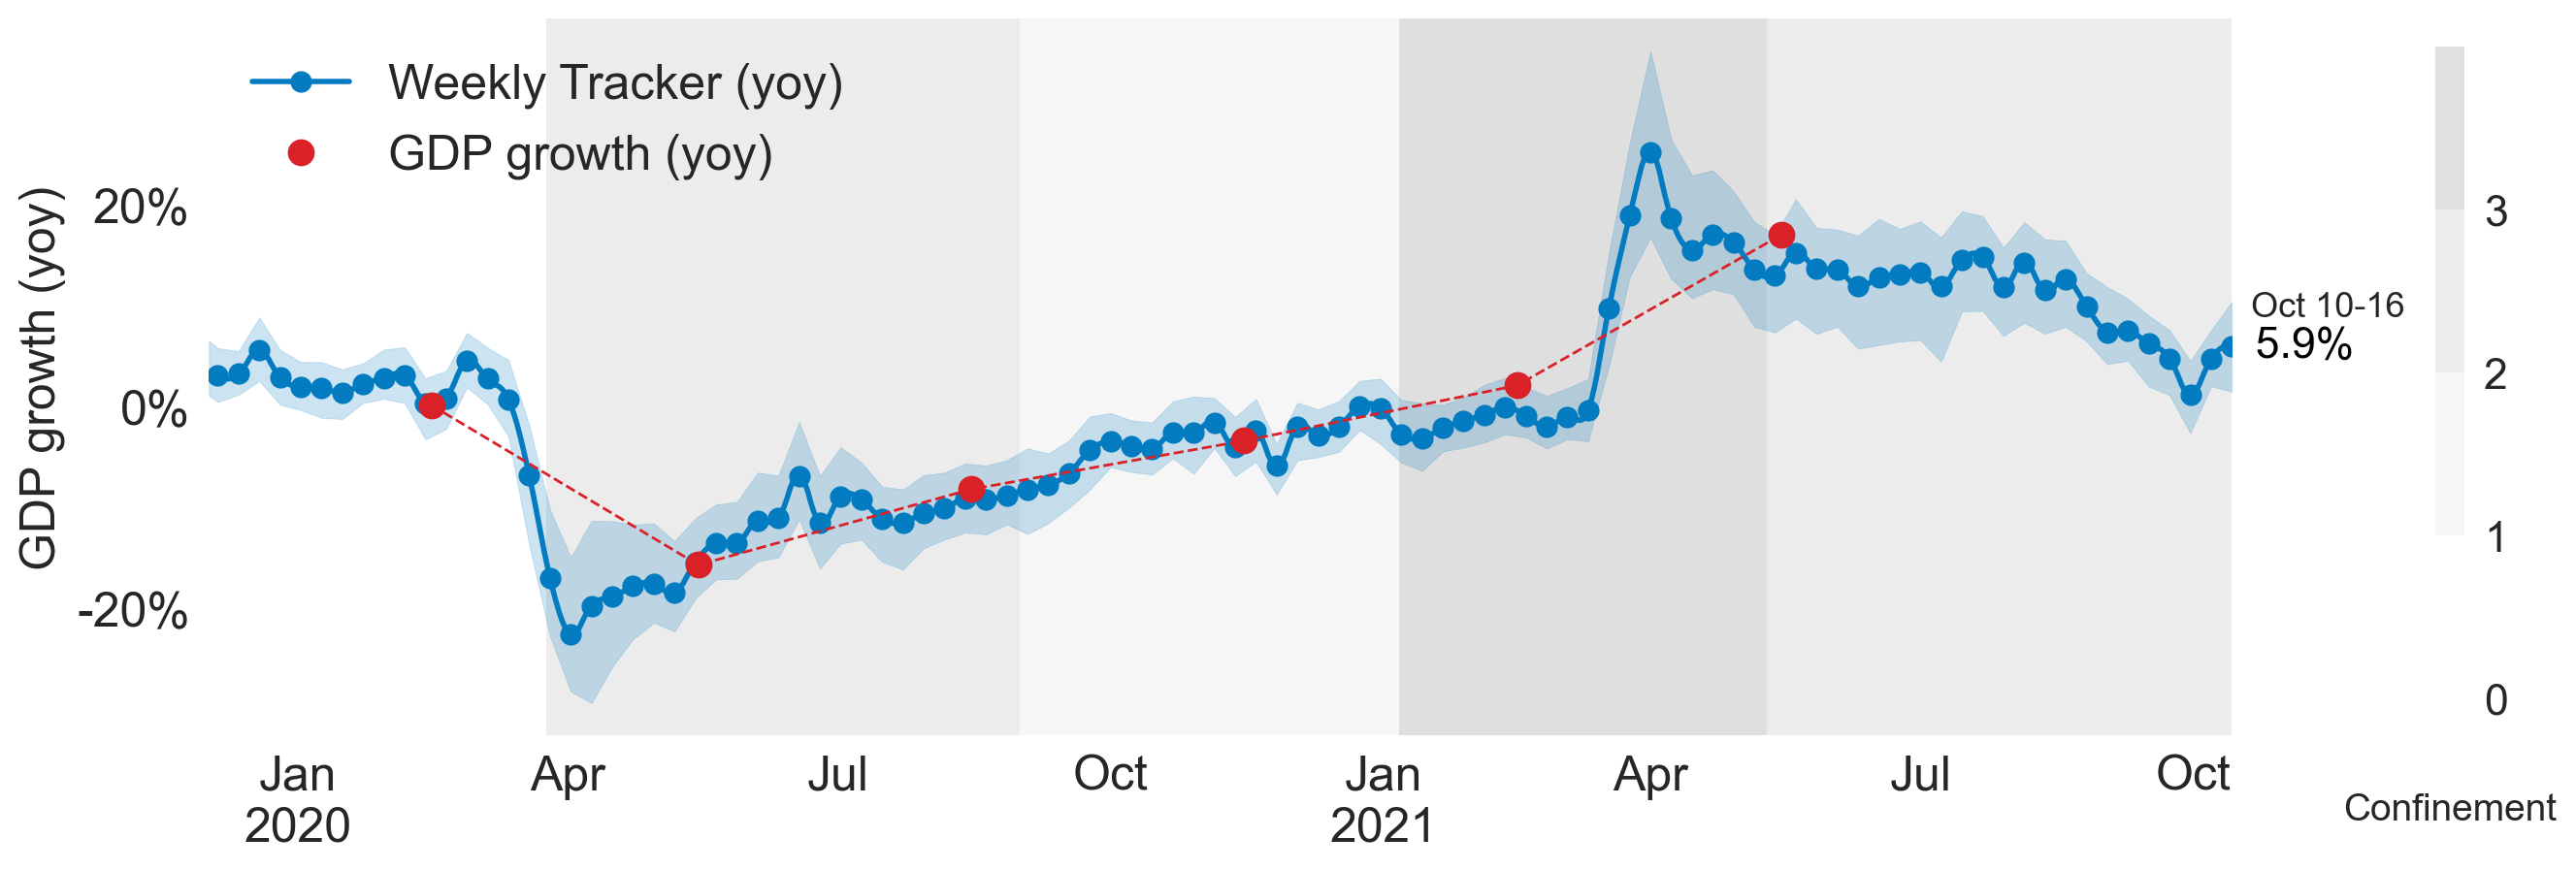 Weekly Tracker (yoy)
GDP growth (yoy)
GDP growth (yoy)
20%
0%
-20%
Jan
2020
Apr
Jul
Oct
Jan
2021
Apr
Jul
Oct
Oct 10-16
5.9%
3
2
1
0
Confinement